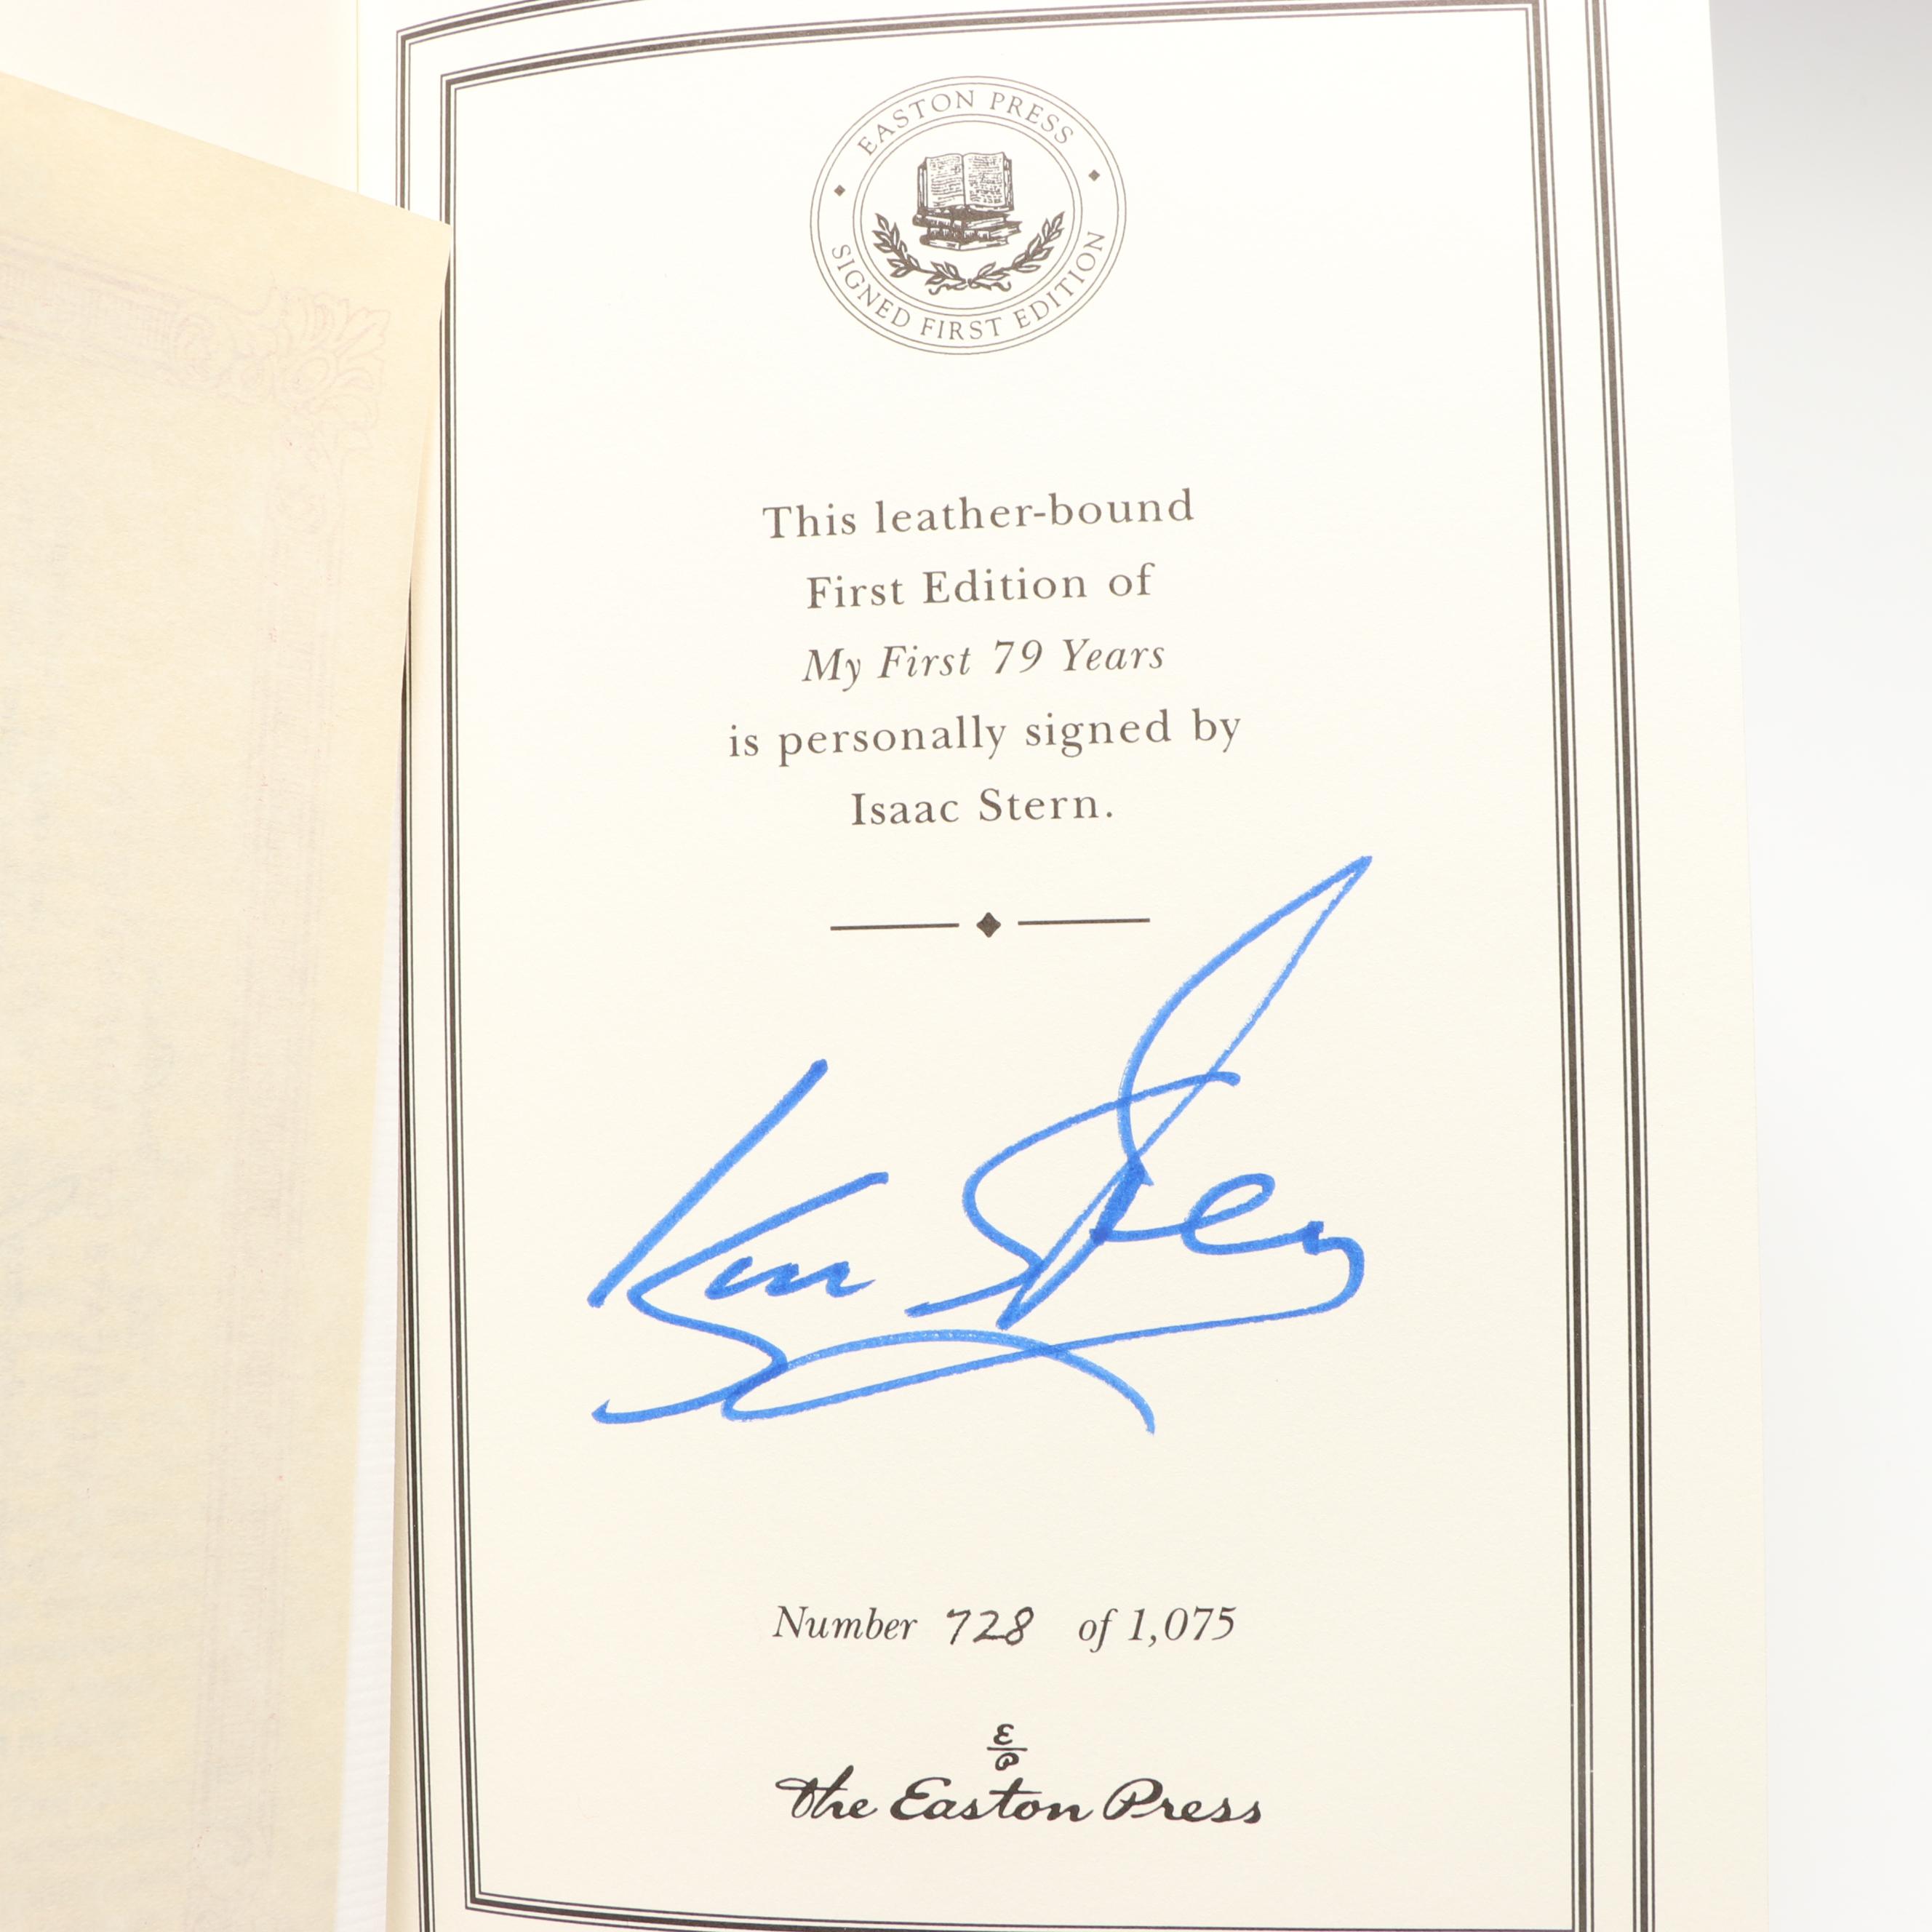 EASTON PRESS
SIGNED FIRST EDITION
This leather-bound
First Edition of
My First 79 Years
is personally signed by
Isaac Stern.
Number 728 of 1,075
E
P
The Easton Press